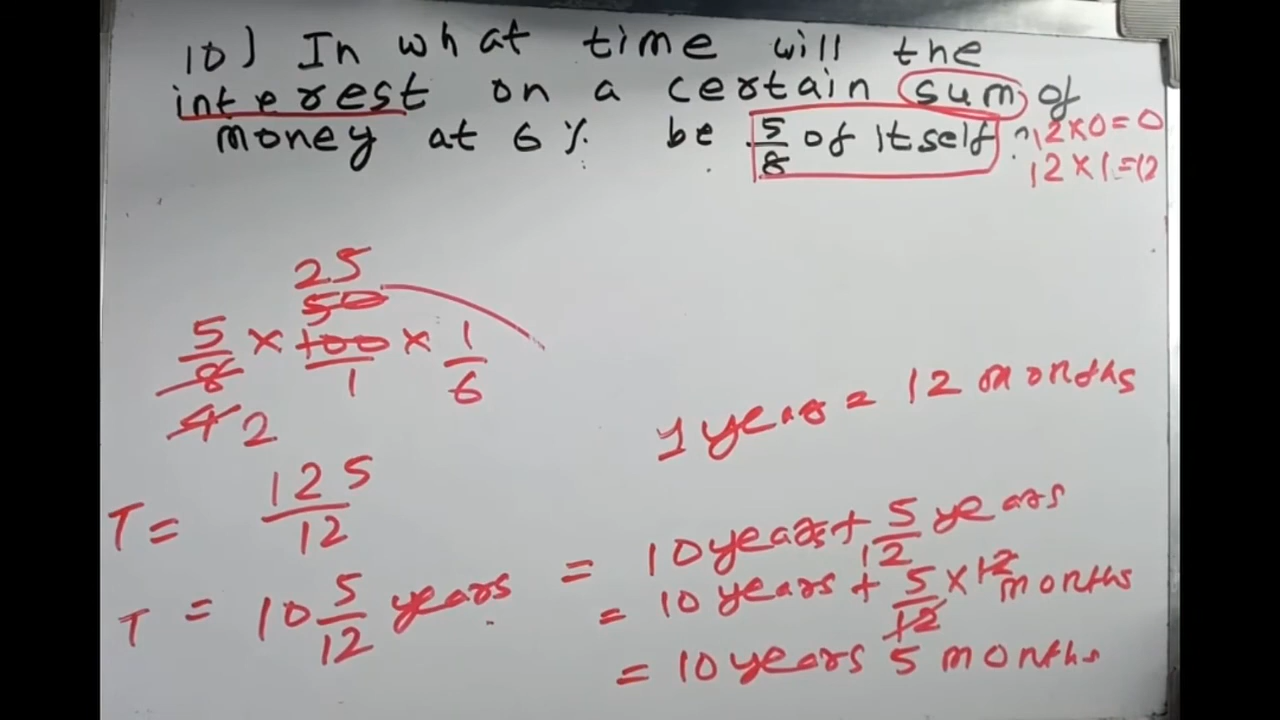 10) In what time will the
interest on a certain sum of
money at 6% be 5/8 of itself ?
12×0=0
12×1=12
25
50
5/8 × 100/1 × 1/6
4 2
T = 125/12
T = 10 5/12 years
1 years = 12 months
= 10 years + 5/12 years
= 10 years + 5/12 × 12 months
= 10 years 5 months